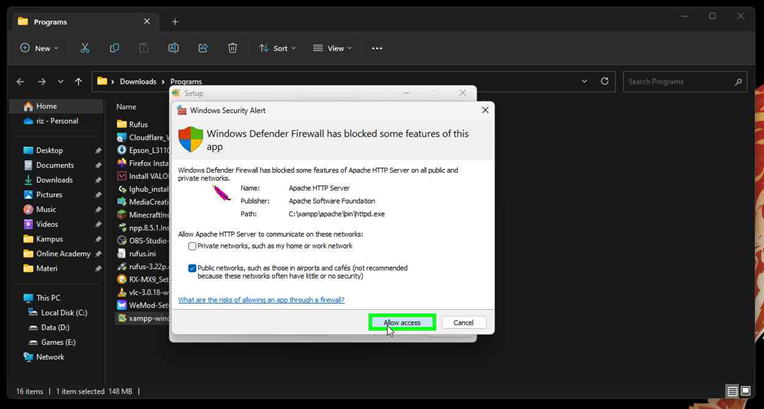 Programs
New
Sort
View
Downloads
Programs
Search Programs
Home
riz - Personal
Desktop
Documents
Downloads
Pictures
Music
Videos
Kampus
Online Academy
Materi
This PC
Local Disk (C:)
Data (D:)
Games (E:)
Network
Name
Rufus
Cloudflare_W
Epson_L3110
Firefox Insta
Install VALO
lghub_install
MediaCreati
MinecraftIns
npp.8.5.1.Ins
OBS-Studio-
rufus.ini
rufus-3.22p.
RX-MX9_Set
vlc-3.0.18-w
WeMod-Set
xampp-wind
Setup
Windows Security Alert
Windows Defender Firewall has blocked some features of this
app
Windows Defender Firewall has blocked some features of Apache HTTP Server on all public and
private networks.
Name: Apache HTTP Server
Publisher: Apache Software Foundation
Path: C:\xampp\apache\bin\httpd.exe
Allow Apache HTTP Server to communicate on these networks:
Private networks, such as my home or work network
Public networks, such as those in airports and cafés (not recommended
because these networks often have little or no security)
What are the risks of allowing an app through a firewall?
Allow access
Cancel
16 items
1 item selected 148 MB